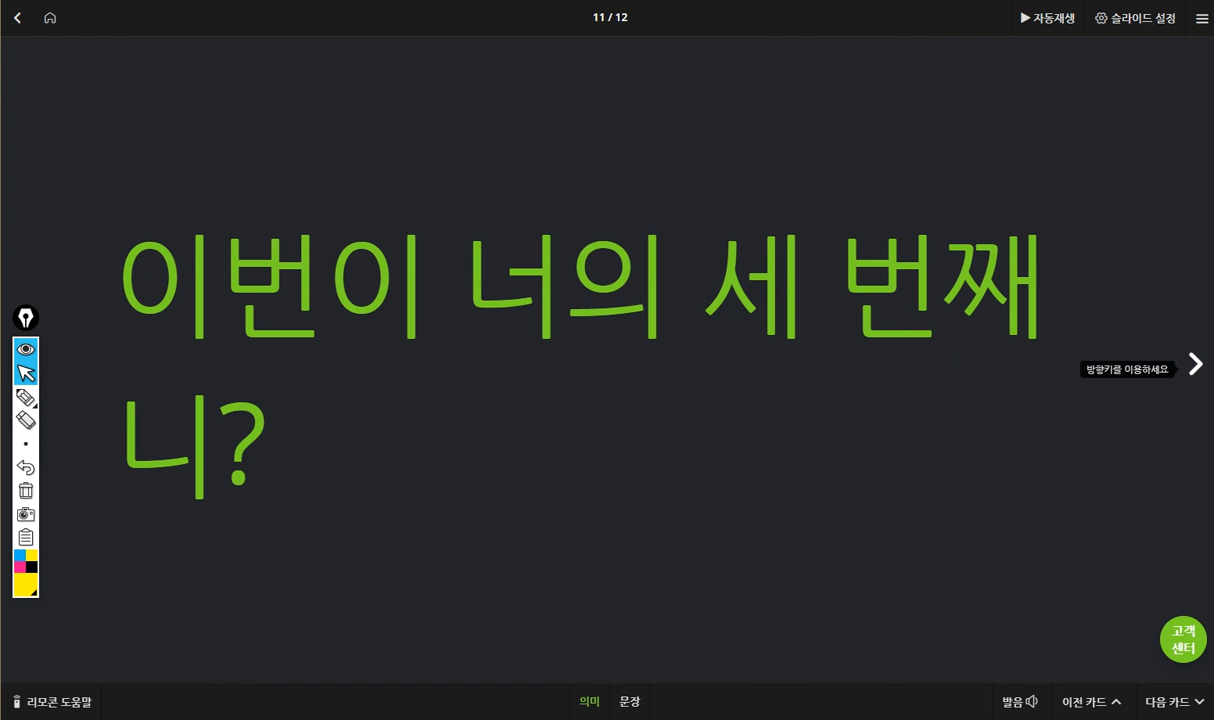 11 / 12
▶ 자동재생
슬라이드 설정
이번이 너의 세 번째
니?
방향키를 이용하세요
고객
센터
리모콘 도움말
의미
문장
발음
이전 카드
다음 카드